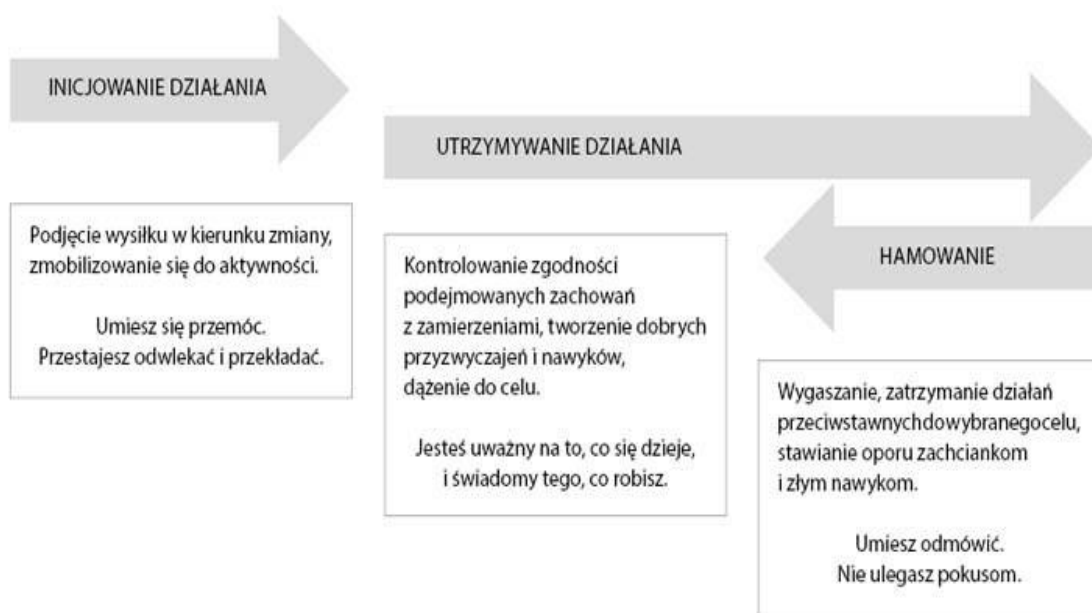 INICJOWANIE DZIAŁANIA
UTRZYMYWANIE DZIAŁANIA
HAMOWANIE
Podjęcie wysiłku w kierunku zmiany,
zmobilizowanie się do aktywności.
Umiesz się przemóc.
Przestajesz odwlekać i przekładać.
Kontrolowanie zgodności
podejmowanych zachowań
z zamierzeniami, tworzenie dobrych
przyzwyczajeń i nawyków,
dążenie do celu.
Jesteś uważny na to, co się dzieje,
i świadomy tego, co robisz.
Wygaszanie, zatrzymanie działań
przeciwstawnychdowybranegocelu,
stawianie oporu zachciankom
i złym nawykom.
Umiesz odmówić.
Nie ulegasz pokusom.